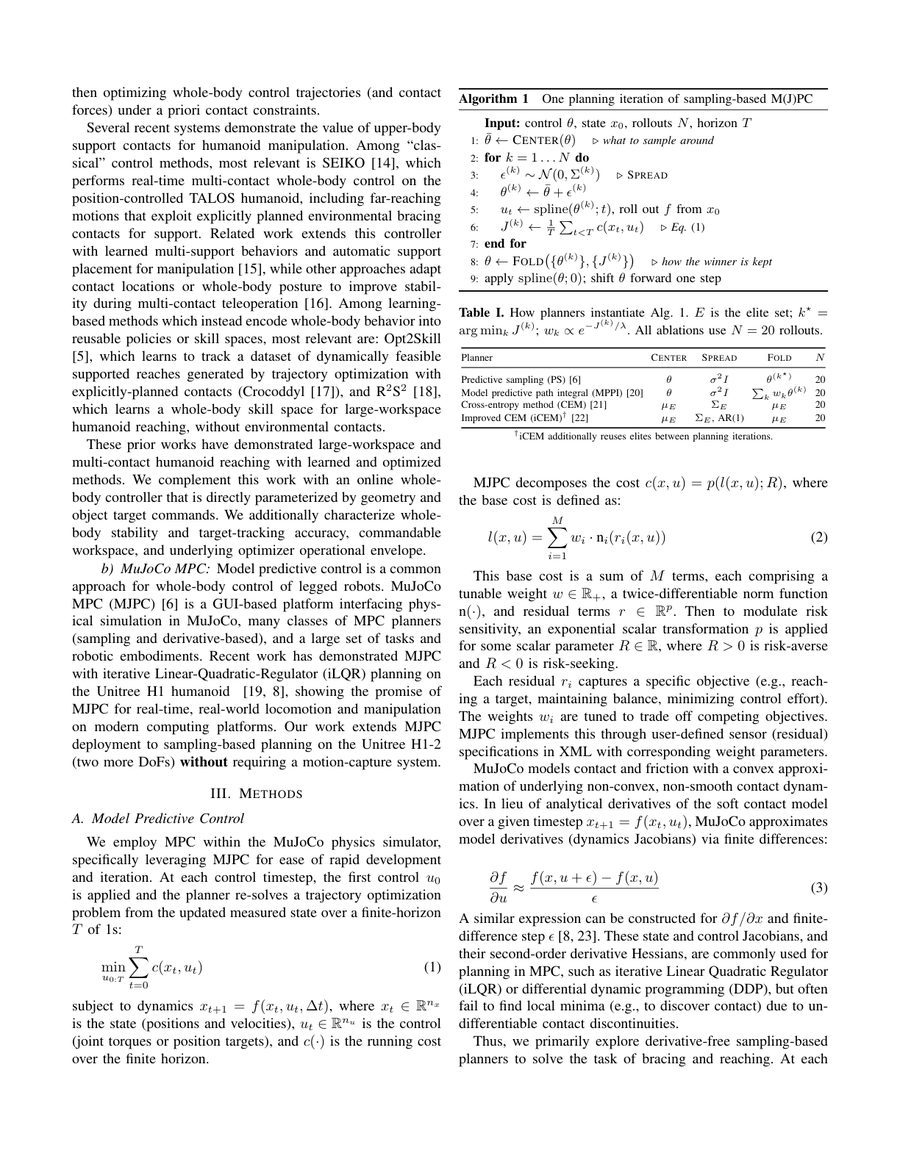 then optimizing whole-body control trajectories (and contact
forces) under a priori contact constraints.
Several recent systems demonstrate the value of upper-body
support contacts for humanoid manipulation. Among “clas-
sical” control methods, most relevant is SEIKO [14], which
performs real-time multi-contact whole-body control on the
position-controlled TALOS humanoid, including far-reaching
motions that exploit explicitly planned environmental bracing
contacts for support. Related work extends this controller
with learned multi-support behaviors and automatic support
placement for manipulation [15], while other approaches adapt
contact locations or whole-body posture to improve stabil-
ity during multi-contact teleoperation [16]. Among learning-
based methods which instead encode whole-body behavior into
reusable policies or skill spaces, most relevant are: Opt2Skill
[5], which learns to track a dataset of dynamically feasible
supported reaches generated by trajectory optimization with
explicitly-planned contacts (Crocoddyl [17]), and R²S² [18],
which learns a whole-body skill space for large-workspace
humanoid reaching, without environmental contacts.
These prior works have demonstrated large-workspace and
multi-contact humanoid reaching with learned and optimized
methods. We complement this work with an online whole-
body controller that is directly parameterized by geometry and
object target commands. We additionally characterize whole-
body stability and target-tracking accuracy, commandable
workspace, and underlying optimizer operational envelope.
b) MuJoCo MPC: Model predictive control is a common
approach for whole-body control of legged robots. MuJoCo
MPC (MJPC) [6] is a GUI-based platform interfacing phys-
ical simulation in MuJoCo, many classes of MPC planners
(sampling and derivative-based), and a large set of tasks and
robotic embodiments. Recent work has demonstrated MJPC
with iterative Linear-Quadratic-Regulator (iLQR) planning on
the Unitree H1 humanoid [19, 8], showing the promise of
MJPC for real-time, real-world locomotion and manipulation
on modern computing platforms. Our work extends MJPC
deployment to sampling-based planning on the Unitree H1-2
(two more DoFs) without requiring a motion-capture system.
III. METHODS
A. Model Predictive Control
We employ MPC within the MuJoCo physics simulator,
specifically leveraging MJPC for ease of rapid development
and iteration. At each control timestep, the first control u_0
is applied and the planner re-solves a trajectory optimization
problem from the updated measured state over a finite-horizon
T of 1s:
min_{u_{0:T}} ∑_{t=0}^{T} c(x_t, u_t) (1)
subject to dynamics x_{t+1} = f(x_t, u_t, Δt), where x_t ∈ ℝ^{n_x}
is the state (positions and velocities), u_t ∈ ℝ^{n_u} is the control
(joint torques or position targets), and c(·) is the running cost
over the finite horizon.
Algorithm 1 One planning iteration of sampling-based M(J)PC
Input: control θ, state x_0, rollouts N, horizon T
1: θ̄ ← CENTER(θ) ▷ what to sample around
2: for k = 1 … N do
3: ϵ^{(k)} ∼ 𝒩(0, Σ^{(k)}) ▷ SPREAD
4: θ^{(k)} ← θ̄ + ϵ^{(k)}
5: u_t ← spline(θ^{(k)}; t), roll out f from x_0
6: J^{(k)} ← 1/T ∑_{t<T} c(x_t, u_t) ▷ Eq. (1)
7: end for
8: θ ← FOLD({θ^{(k)}}, {J^{(k)}}) ▷ how the winner is kept
9: apply spline(θ; 0); shift θ forward one step
Table I. How planners instantiate Alg. 1. E is the elite set; k⋆ =
arg min_k J^{(k)}; w_k ∝ e^{−J^{(k)}/λ}. All ablations use N = 20 rollouts.
Planner CENTER SPREAD FOLD N
Predictive sampling (PS) [6] θ σ²I θ^{(k⋆)} 20
Model predictive path integral (MPPI) [20] θ σ²I ∑_k w_k θ^{(k)} 20
Cross-entropy method (CEM) [21] μ_E Σ_E μ_E 20
Improved CEM (iCEM)† [22] μ_E Σ_E, AR(1) μ_E 20
†iCEM additionally reuses elites between planning iterations.
MJPC decomposes the cost c(x, u) = p(l(x, u); R), where
the base cost is defined as:
l(x, u) = ∑_{i=1}^{M} w_i · n_i(r_i(x, u)) (2)
This base cost is a sum of M terms, each comprising a
tunable weight w ∈ ℝ_+, a twice-differentiable norm function
n(·), and residual terms r ∈ ℝ^p. Then to modulate risk
sensitivity, an exponential scalar transformation p is applied
for some scalar parameter R ∈ ℝ, where R > 0 is risk-averse
and R < 0 is risk-seeking.
Each residual r_i captures a specific objective (e.g., reach-
ing a target, maintaining balance, minimizing control effort).
The weights w_i are tuned to trade off competing objectives.
MJPC implements this through user-defined sensor (residual)
specifications in XML with corresponding weight parameters.
MuJoCo models contact and friction with a convex approxi-
mation of underlying non-convex, non-smooth contact dynam-
ics. In lieu of analytical derivatives of the soft contact model
over a given timestep x_{t+1} = f(x_t, u_t), MuJoCo approximates
model derivatives (dynamics Jacobians) via finite differences:
∂f/∂u ≈ (f(x, u + ϵ) − f(x, u))/ϵ (3)
A similar expression can be constructed for ∂f/∂x and finite-
difference step ϵ [8, 23]. These state and control Jacobians, and
their second-order derivative Hessians, are commonly used for
planning in MPC, such as iterative Linear Quadratic Regulator
(iLQR) or differential dynamic programming (DDP), but often
fail to find local minima (e.g., to discover contact) due to un-
differentiable contact discontinuities.
Thus, we primarily explore derivative-free sampling-based
planners to solve the task of bracing and reaching. At each